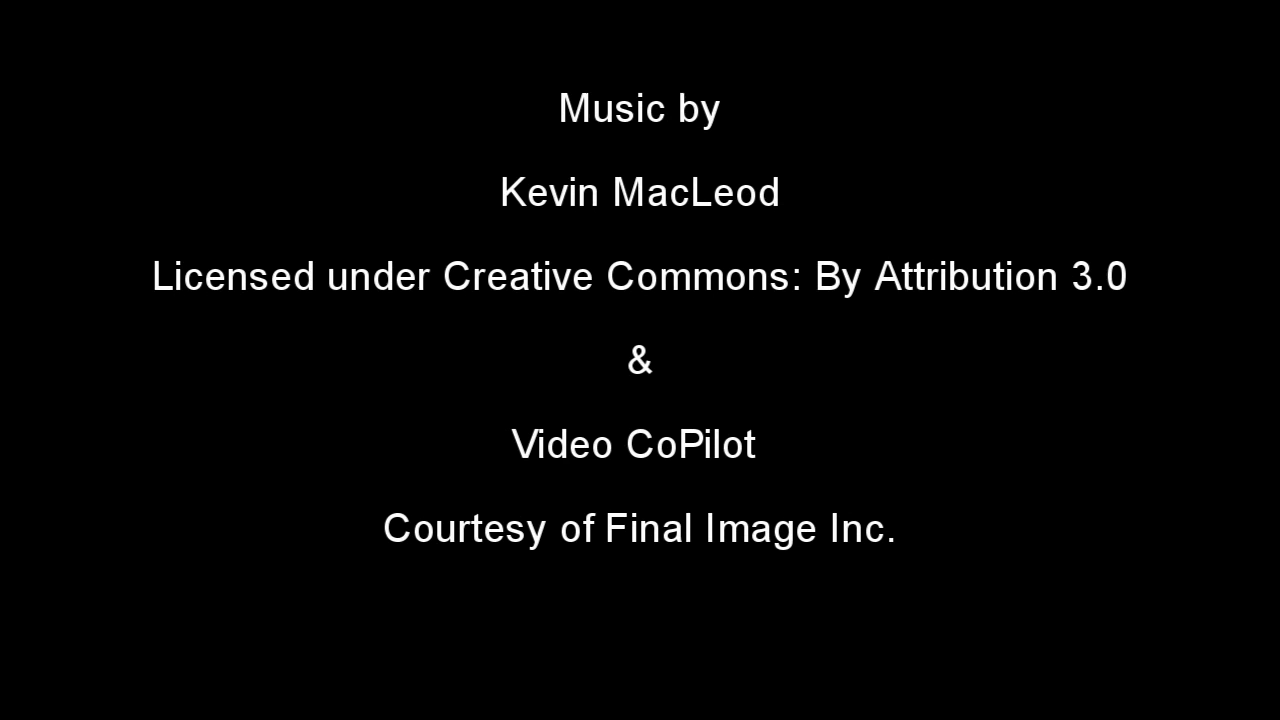 Music by
Kevin MacLeod
Licensed under Creative Commons: By Attribution 3.0
&
Video CoPilot
Courtesy of Final Image Inc.